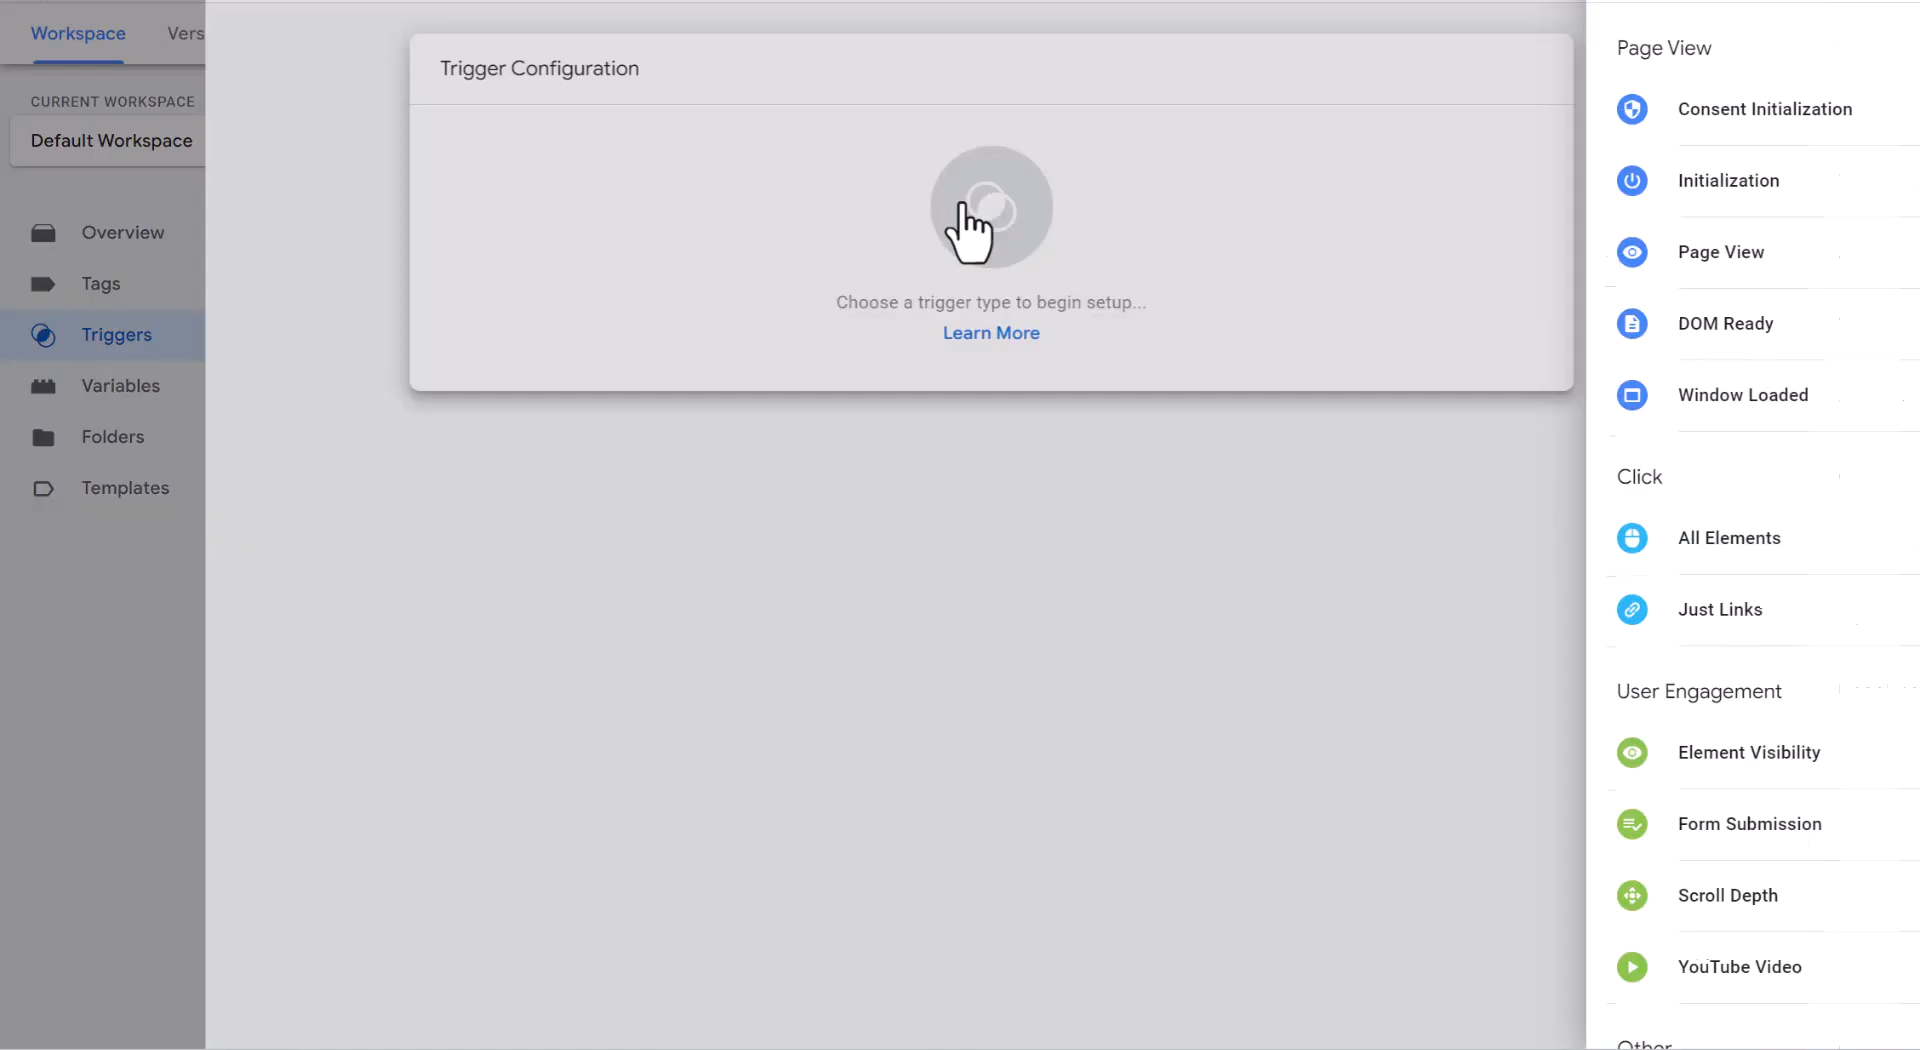 Workspace
Vers
CURRENT WORKSPACE
Default Workspace
Overview
Tags
Triggers
Variables
Folders
Templates
Trigger Configuration
Choose a trigger type to begin setup...
Learn More
Page View
Consent Initialization
Initialization
Page View
DOM Ready
Window Loaded
Click
All Elements
Just Links
User Engagement
Element Visibility
Form Submission
Scroll Depth
YouTube Video
Other